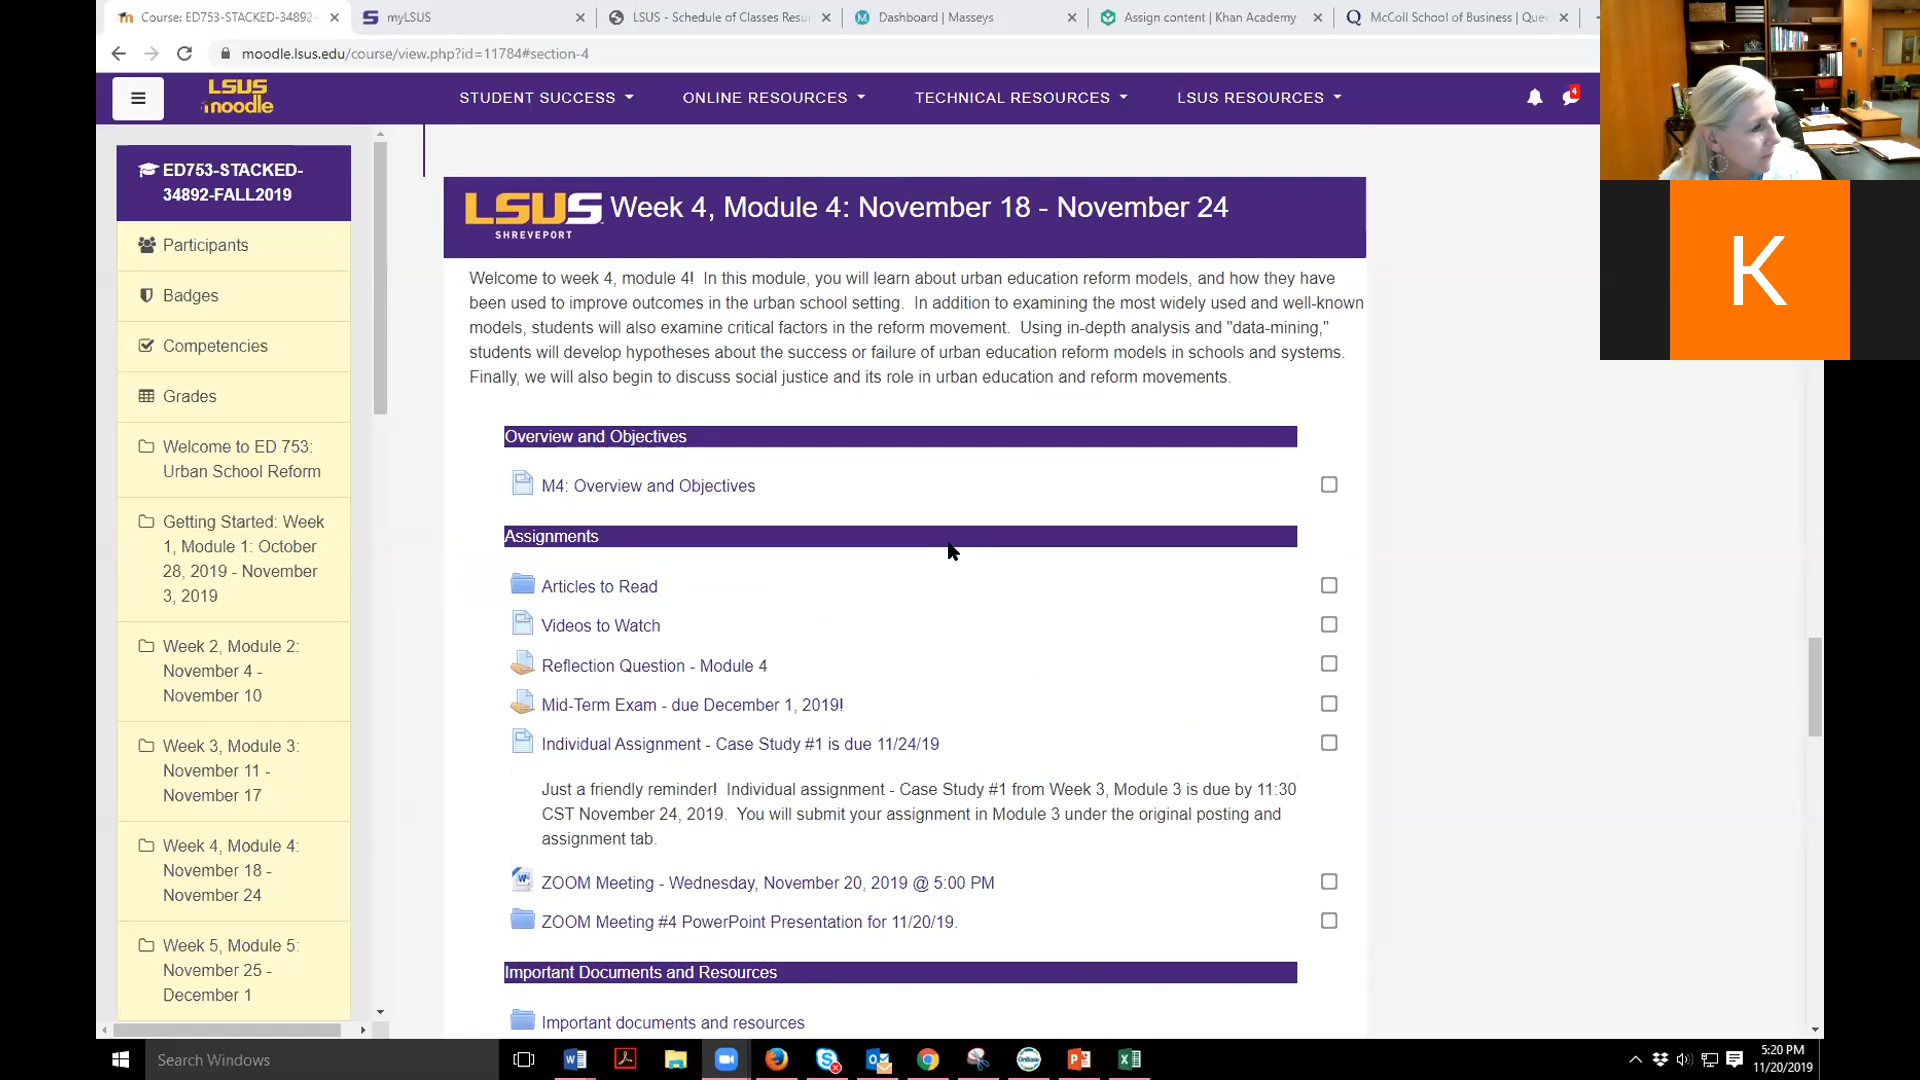 Course: ED753-STACKED-34892-
myLSUS
LSUS - Schedule of Classes Resu
Dashboard | Masseys
Assign content | Khan Academy
McColl School of Business | Que
moodle.lsus.edu/course/view.php?id=11784#section-4
LSUS
moodle
STUDENT SUCCESS
ONLINE RESOURCES
TECHNICAL RESOURCES
LSUS RESOURCES
4
ED753-STACKED-
34892-FALL2019
Participants
Badges
Competencies
Grades
Welcome to ED 753:
Urban School Reform
Getting Started: Week
1, Module 1: October
28, 2019 - November
3, 2019
Week 2, Module 2:
November 4 -
November 10
Week 3, Module 3:
November 11 -
November 17
Week 4, Module 4:
November 18 -
November 24
Week 5, Module 5:
November 25 -
December 1
LSUS
SHREVEPORT
Week 4, Module 4: November 18 - November 24
Welcome to week 4, module 4! In this module, you will learn about urban education reform models, and how they have
been used to improve outcomes in the urban school setting. In addition to examining the most widely used and well-known
models, students will also examine critical factors in the reform movement. Using in-depth analysis and "data-mining,"
students will develop hypotheses about the success or failure of urban education reform models in schools and systems.
Finally, we will also begin to discuss social justice and its role in urban education and reform movements.
Overview and Objectives
M4: Overview and Objectives
Assignments
Articles to Read
Videos to Watch
Reflection Question - Module 4
Mid-Term Exam - due December 1, 2019!
Individual Assignment - Case Study #1 is due 11/24/19
Just a friendly reminder! Individual assignment - Case Study #1 from Week 3, Module 3 is due by 11:30
CST November 24, 2019. You will submit your assignment in Module 3 under the original posting and
assignment tab.
ZOOM Meeting - Wednesday, November 20, 2019 @ 5:00 PM
ZOOM Meeting #4 PowerPoint Presentation for 11/20/19.
Important Documents and Resources
Important documents and resources
K
Search Windows
5:20 PM
11/20/2019